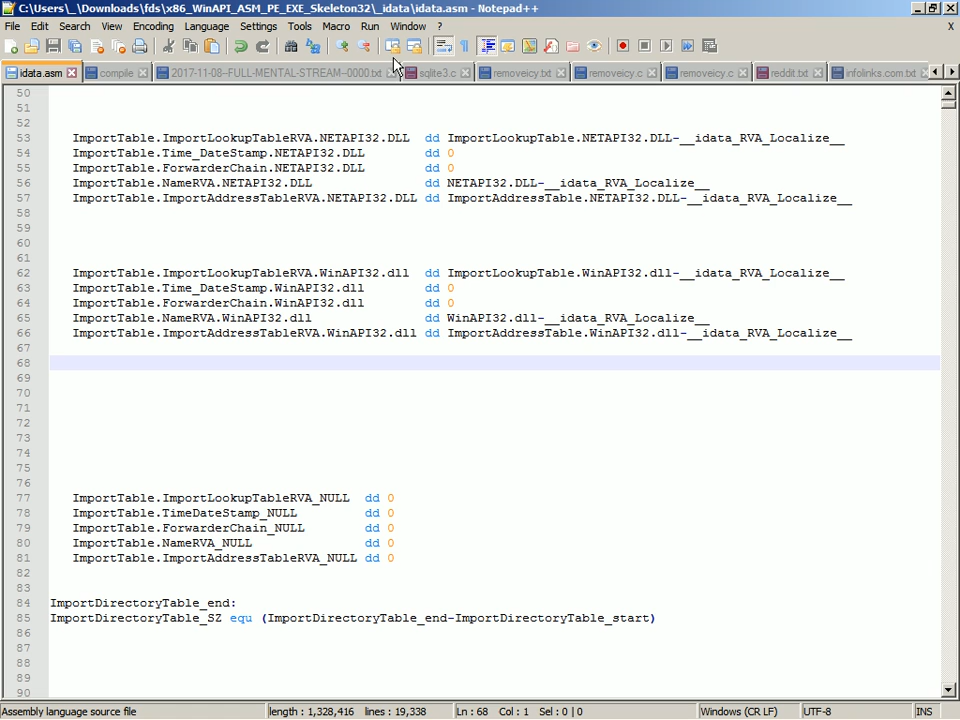 C:\Users\_\Downloads\fds\x86_WinAPI_ASM_PE_EXE_Skeleton32\_idata\idata.asm - Notepad++
File Edit Search View Encoding Language Settings Tools Macro Run Window ? X
idata.asm compile 2017-11-08--FULL-MENTAL-STREAM--0000.txt sqlite3.c removeicy.txt removeicy.c removeicy.c reddit.txt infolinks.com.txt
50
51
52
53 ImportTable.ImportLookupTableRVA.NETAPI32.DLL dd ImportLookupTable.NETAPI32.DLL-__idata_RVA_Localize__
54 ImportTable.Time_DateStamp.NETAPI32.DLL dd 0
55 ImportTable.ForwarderChain.NETAPI32.DLL dd 0
56 ImportTable.NameRVA.NETAPI32.DLL dd NETAPI32.DLL-__idata_RVA_Localize__
57 ImportTable.ImportAddressTableRVA.NETAPI32.DLL dd ImportAddressTable.NETAPI32.DLL-__idata_RVA_Localize__
58
59
60
61
62 ImportTable.ImportLookupTableRVA.WinAPI32.dll dd ImportLookupTable.WinAPI32.dll-__idata_RVA_Localize__
63 ImportTable.Time_DateStamp.WinAPI32.dll dd 0
64 ImportTable.ForwarderChain.WinAPI32.dll dd 0
65 ImportTable.NameRVA.WinAPI32.dll dd WinAPI32.dll-__idata_RVA_Localize__
66 ImportTable.ImportAddressTableRVA.WinAPI32.dll dd ImportAddressTable.WinAPI32.dll-__idata_RVA_Localize__
67
68
69
70
71
72
73
74
75
76
77 ImportTable.ImportLookupTableRVA_NULL dd 0
78 ImportTable.TimeDateStamp_NULL dd 0
79 ImportTable.ForwarderChain_NULL dd 0
80 ImportTable.NameRVA_NULL dd 0
81 ImportTable.ImportAddressTableRVA_NULL dd 0
82
83
84 ImportDirectoryTable_end:
85 ImportDirectoryTable_SZ equ (ImportDirectoryTable_end-ImportDirectoryTable_start)
86
87
88
89
90
Assembly language source file length : 1,328,416 lines : 19,338 Ln : 68 Col : 1 Sel : 0 | 0 Windows (CR LF) UTF-8 INS